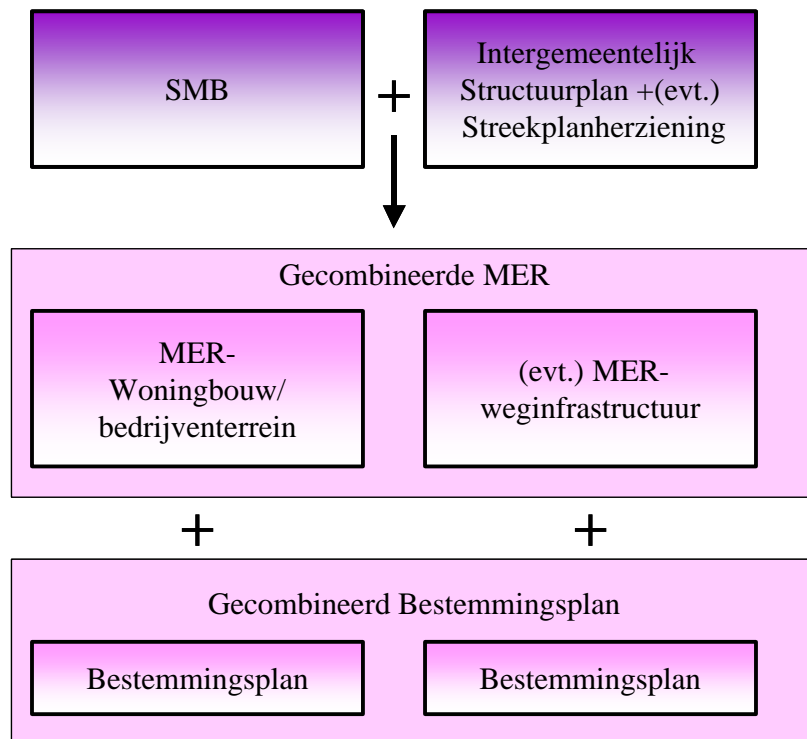 SMB
+
Intergemeentelijk
Structuurplan +(evt.)
Streekplanherziening
Gecombineerde MER
MER-
Woningbouw/
bedrijventerrein
(evt.) MER-
weginfrastructuur
+ +
Gecombineerd Bestemmingsplan
Bestemmingsplan
Bestemmingsplan